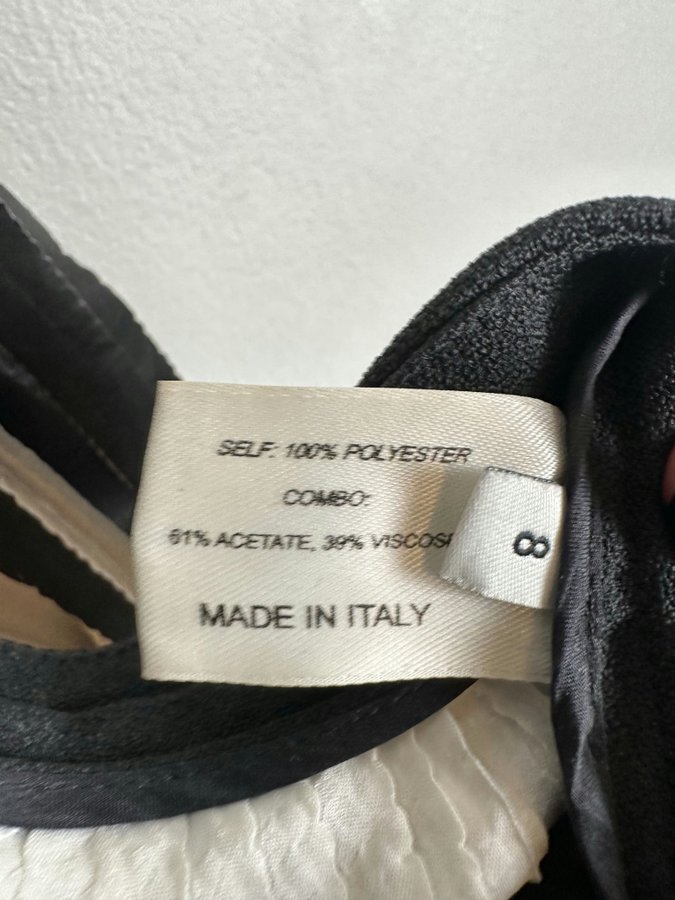 SELF: 100% POLYESTER
COMBO:
61% ACETATE, 39% VISCOS
MADE IN ITALY
8